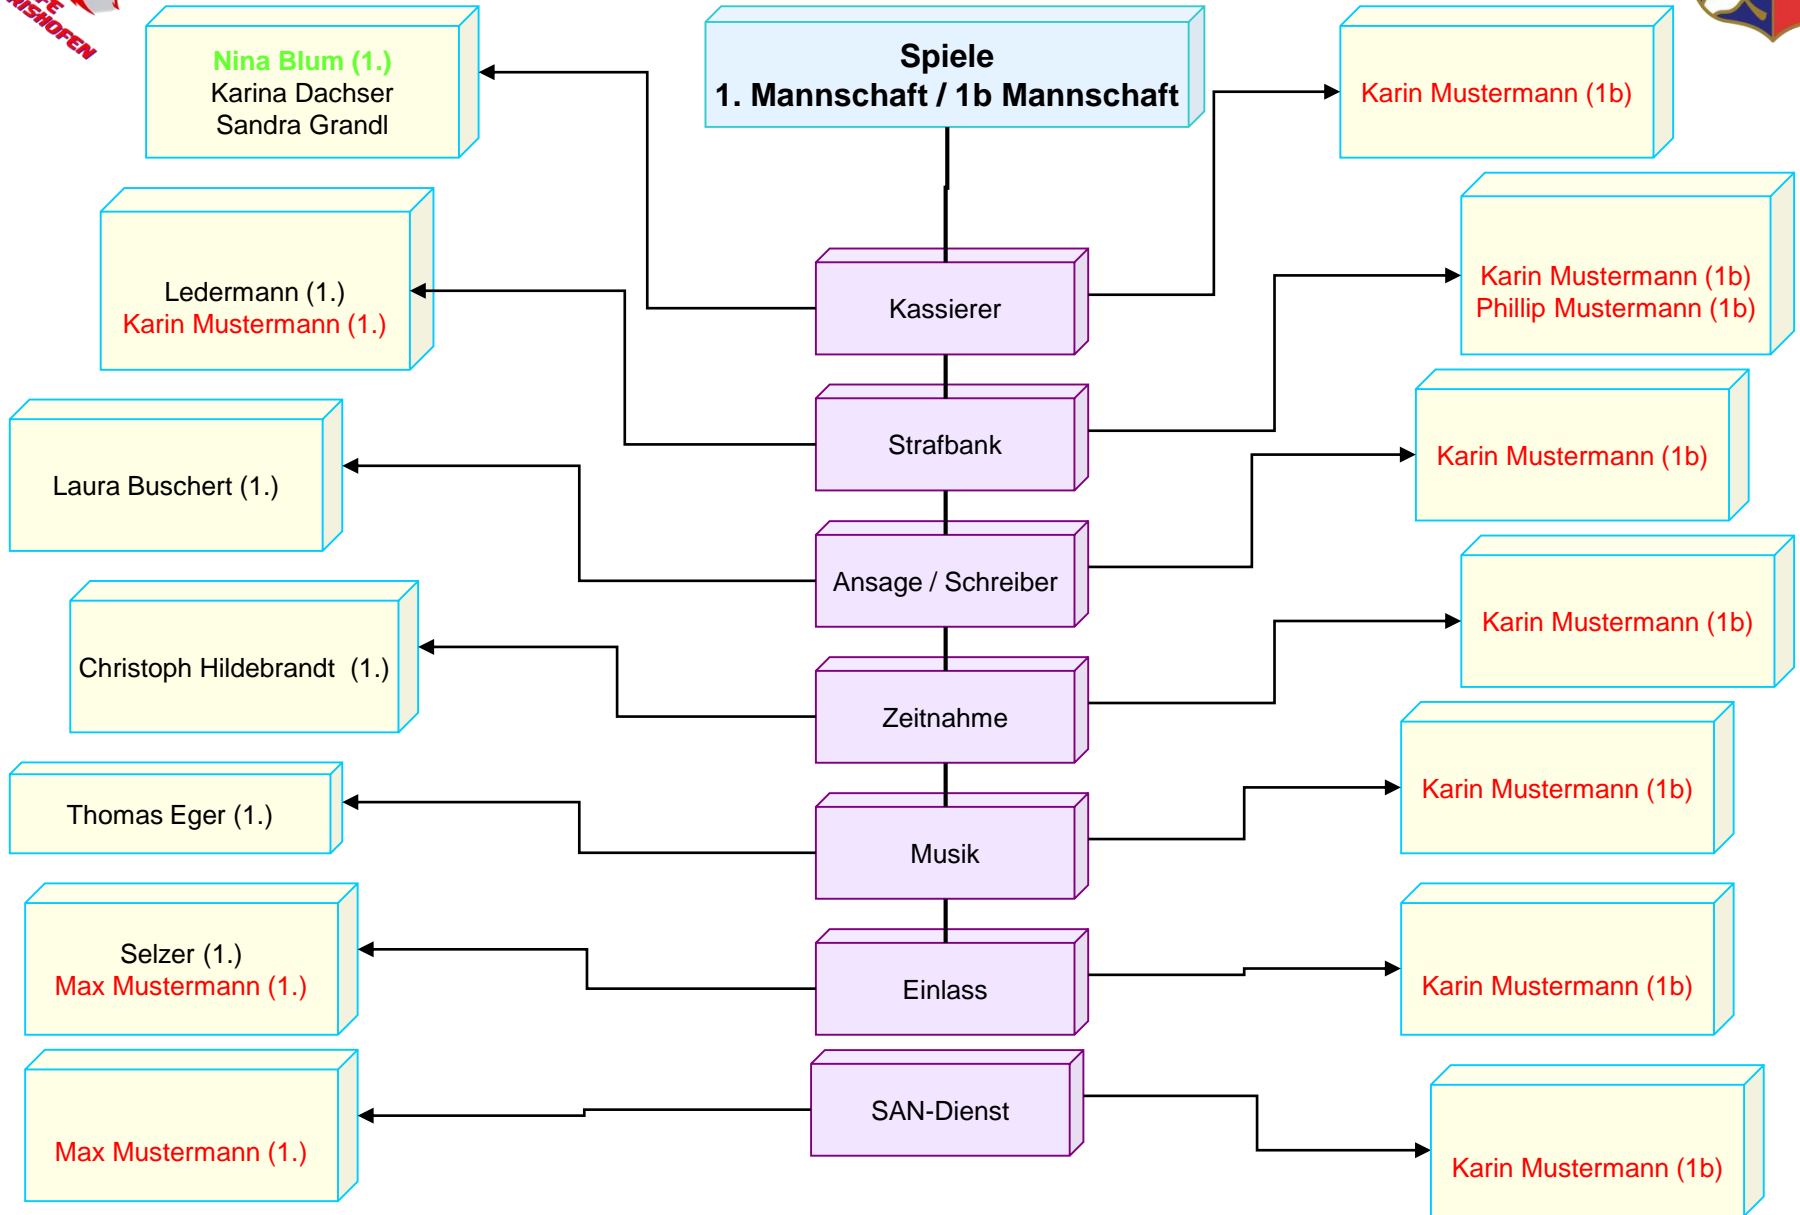 RISHOFEN
Nina Blum (1.)
Karina Dachser
Sandra Grandl
Spiele
1. Mannschaft / 1b Mannschaft
Karin Mustermann (1b)
Ledermann (1.)
Karin Mustermann (1.)
Kassierer
Karin Mustermann (1b)
Phillip Mustermann (1b)
Laura Buschert (1.)
Strafbank
Karin Mustermann (1b)
Christoph Hildebrandt (1.)
Ansage / Schreiber
Karin Mustermann (1b)
Zeitnahme
Thomas Eger (1.)
Musik
Karin Mustermann (1b)
Selzer (1.)
Max Mustermann (1.)
Einlass
Karin Mustermann (1b)
Max Mustermann (1.)
SAN-Dienst
Karin Mustermann (1b)